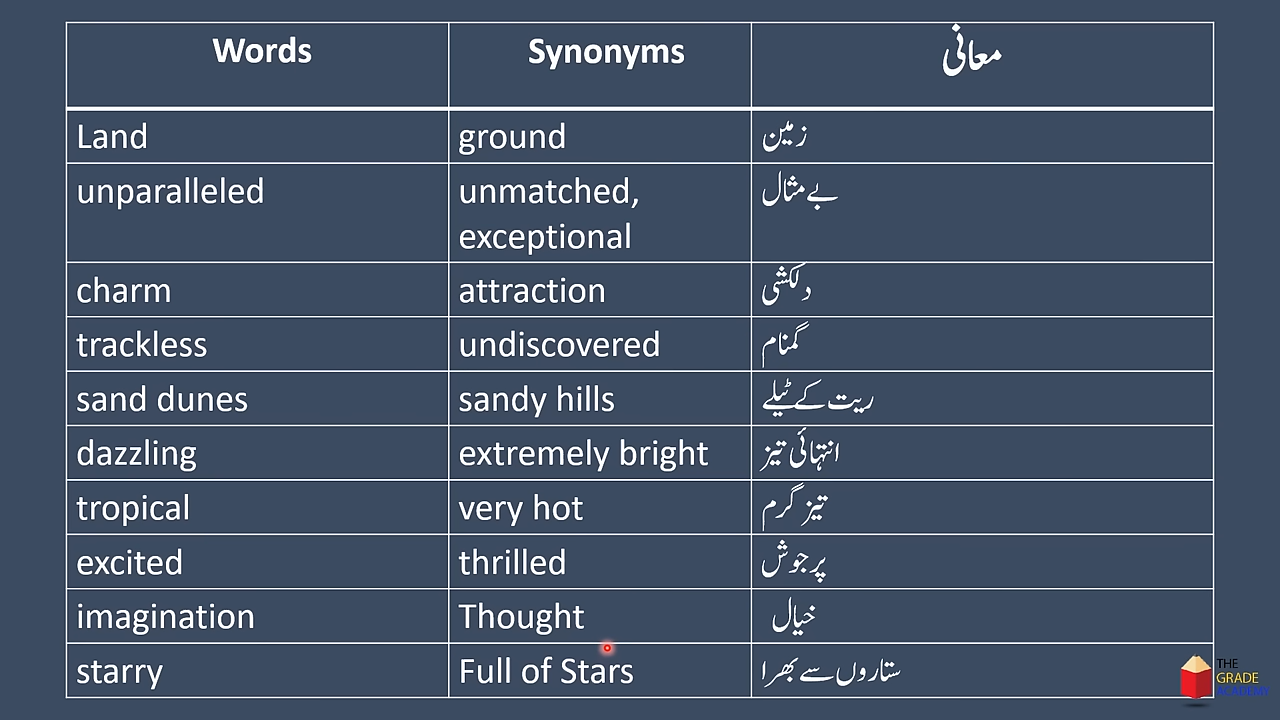 Words Synonyms معانی
Land ground زمین
unparalleled unmatched, بے مثال
exceptional
charm attraction دلکشی
trackless undiscovered گمنام
sand dunes sandy hills ریت کے ٹیلے
dazzling extremely bright انتہائی تیز
tropical very hot تیز گرم
excited thrilled پرجوش
imagination Thought خیال
starry Full of Stars ستاروں سے بھرا
THE
GRADE
ACADEMY